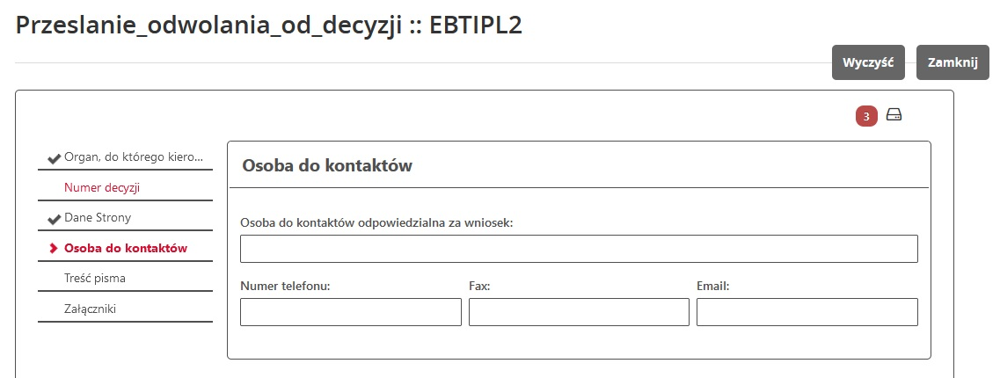 Przeslanie_odwolania_od_decyzji :: EBTIPL2
Wyczyść Zamknij
3
Organ, do którego kiero...
Numer decyzji
Dane Strony
Osoba do kontaktów
Treść pisma
Załączniki
Osoba do kontaktów
Osoba do kontaktów odpowiedzialna za wniosek:
Numer telefonu: Fax: Email: